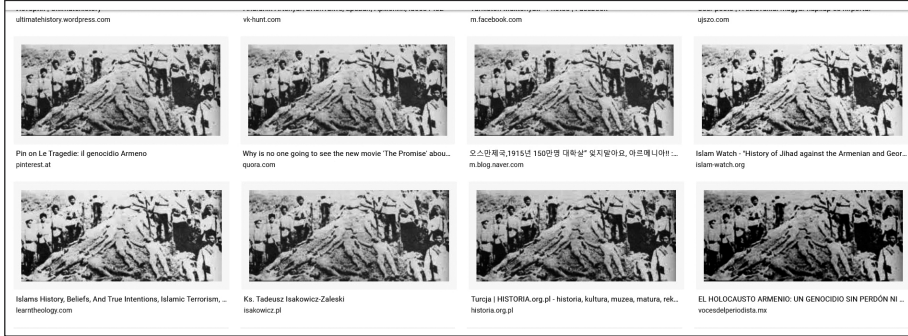 ultimatehistory.wordpress.com
vk-hunt.com
m.facebook.com
ujszo.com
Pin on Le Tragedie: il genocidio Armeno
pinterest.at
Why is no one going to see the new movie 'The Promise' abou...
quora.com
오스만제국,1915년 150만명 대학살" 잊지말아요, 아르메니아!! :...
m.blog.naver.com
Islam Watch - "History of Jihad against the Armenian and Geor...
islam-watch.org
Islams History, Beliefs, And True Intentions, Islamic Terrorism, ...
learntheology.com
Ks. Tadeusz Isakowicz-Zaleski
isakowicz.pl
Turcja | HISTORIA.org.pl - historia, kultura, muzea, matura, rek...
historia.org.pl
EL HOLOCAUSTO ARMENIO: UN GENOCIDIO SIN PERDÓN NI ...
vocesdelperiodista.mx